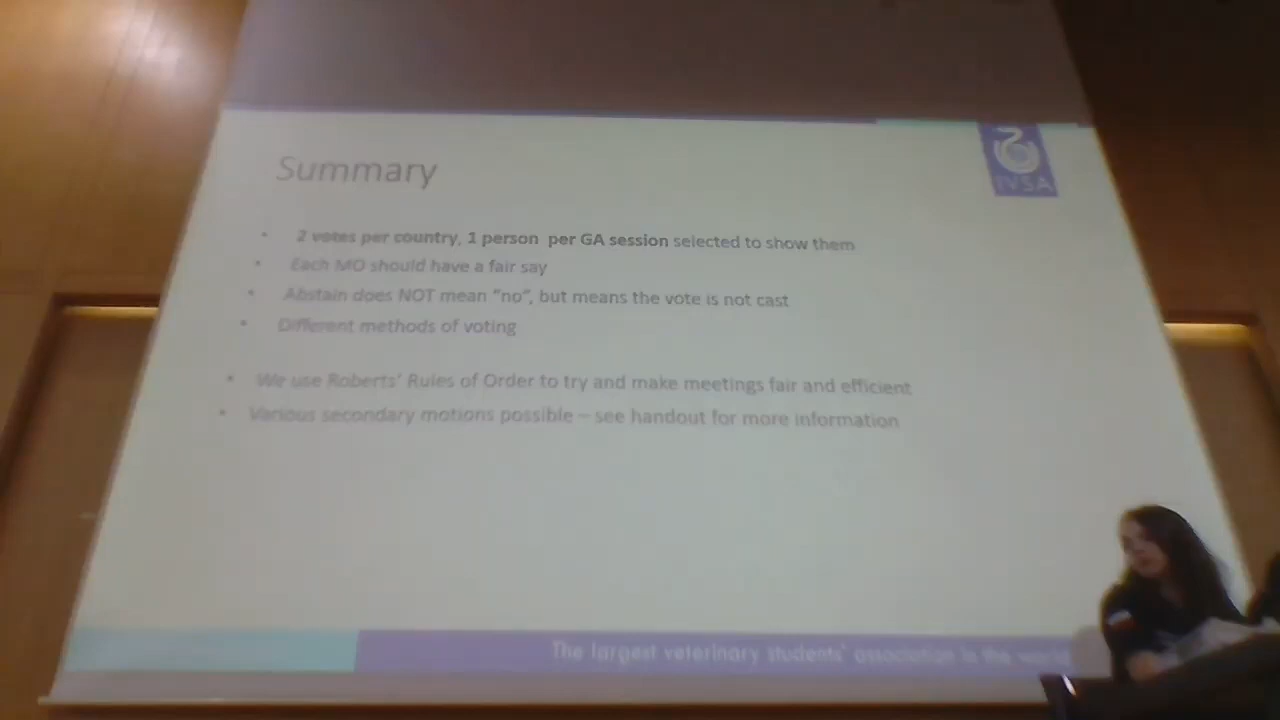 Summary
IVSA
• 2 votes per country, 1 person per GA session selected to show them
• Each MO should have a fair say
• Abstain does NOT mean "no", but means the vote is not cast
• Different methods of voting
• We use Roberts' Rules of Order to try and make meetings fair and efficient
• Various secondary motions possible – see handout for more information
The largest veterinary students' association in the world